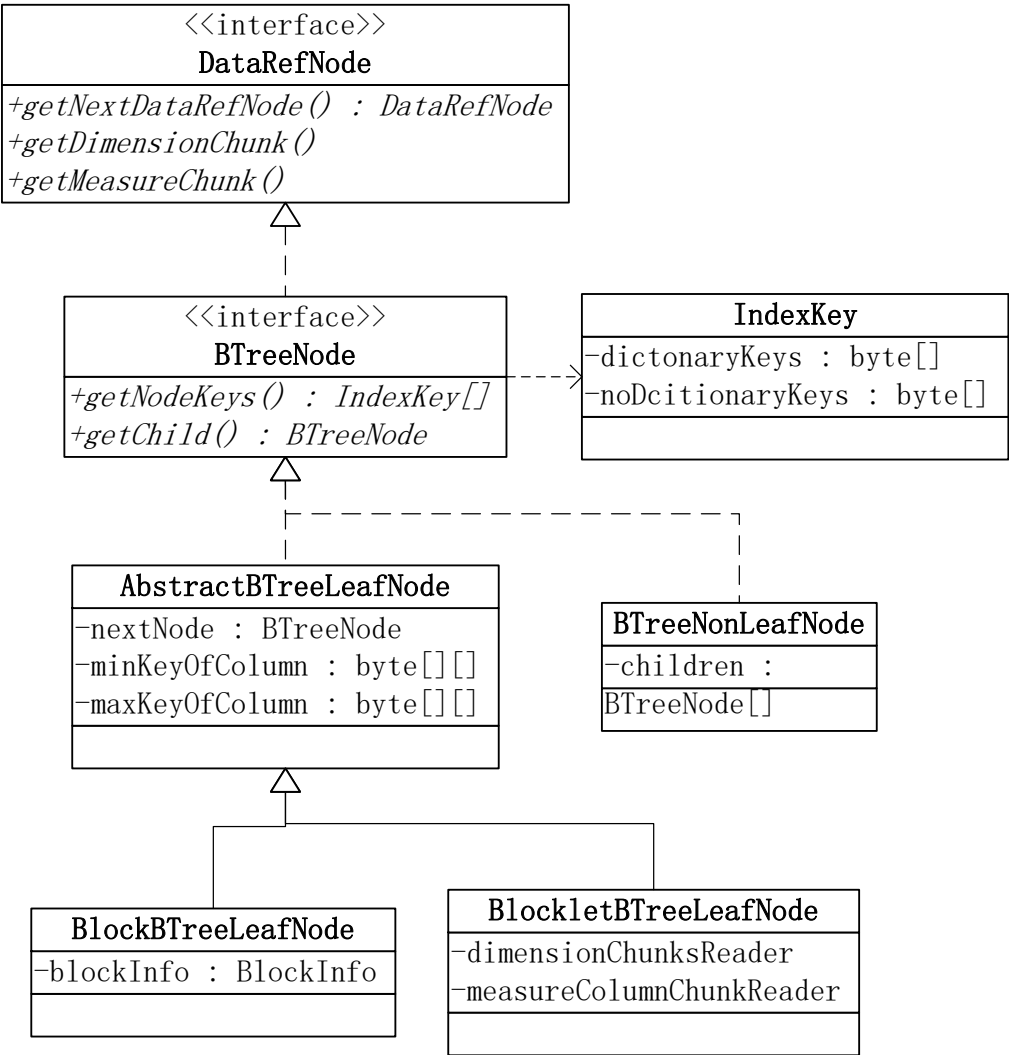 <<interface>>
DataRefNode
+getNextDataRefNode() : DataRefNode
+getDimensionChunk()
+getMeasureChunk()
<<interface>>
BTreeNode
+getNodeKeys() : IndexKey[]
+getChild() : BTreeNode
IndexKey
-dictonaryKeys : byte[]
-noDcitionaryKeys : byte[]
AbstractBTreeLeafNode
-nextNode : BTreeNode
-minKeyOfColumn : byte[][]
-maxKeyOfColumn : byte[][]
BTreeNonLeafNode
-children :
BTreeNode[]
BlockBTreeLeafNode
-blockInfo : BlockInfo
BlockletBTreeLeafNode
-dimensionChunksReader
-measureColumnChunkReader